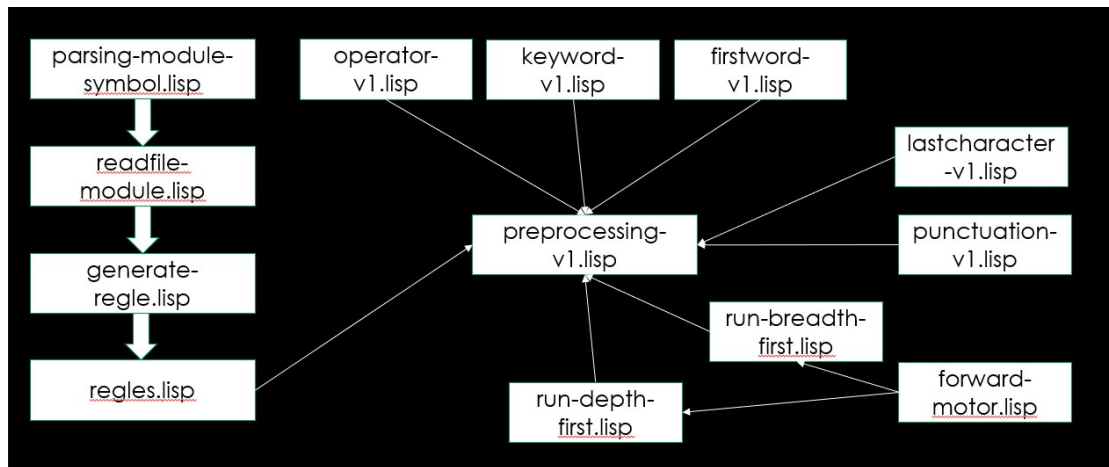 parsing-module-
symbol.lisp
operator-
v1.lisp
keyword-
v1.lisp
firstword-
v1.lisp
lastcharacter
-v1.lisp
readfile-
module.lisp
preprocessing-
v1.lisp
punctuation-
v1.lisp
generate-
regle.lisp
run-breadth-
first.lisp
regles.lisp
run-depth-
first.lisp
forward-
motor.lisp